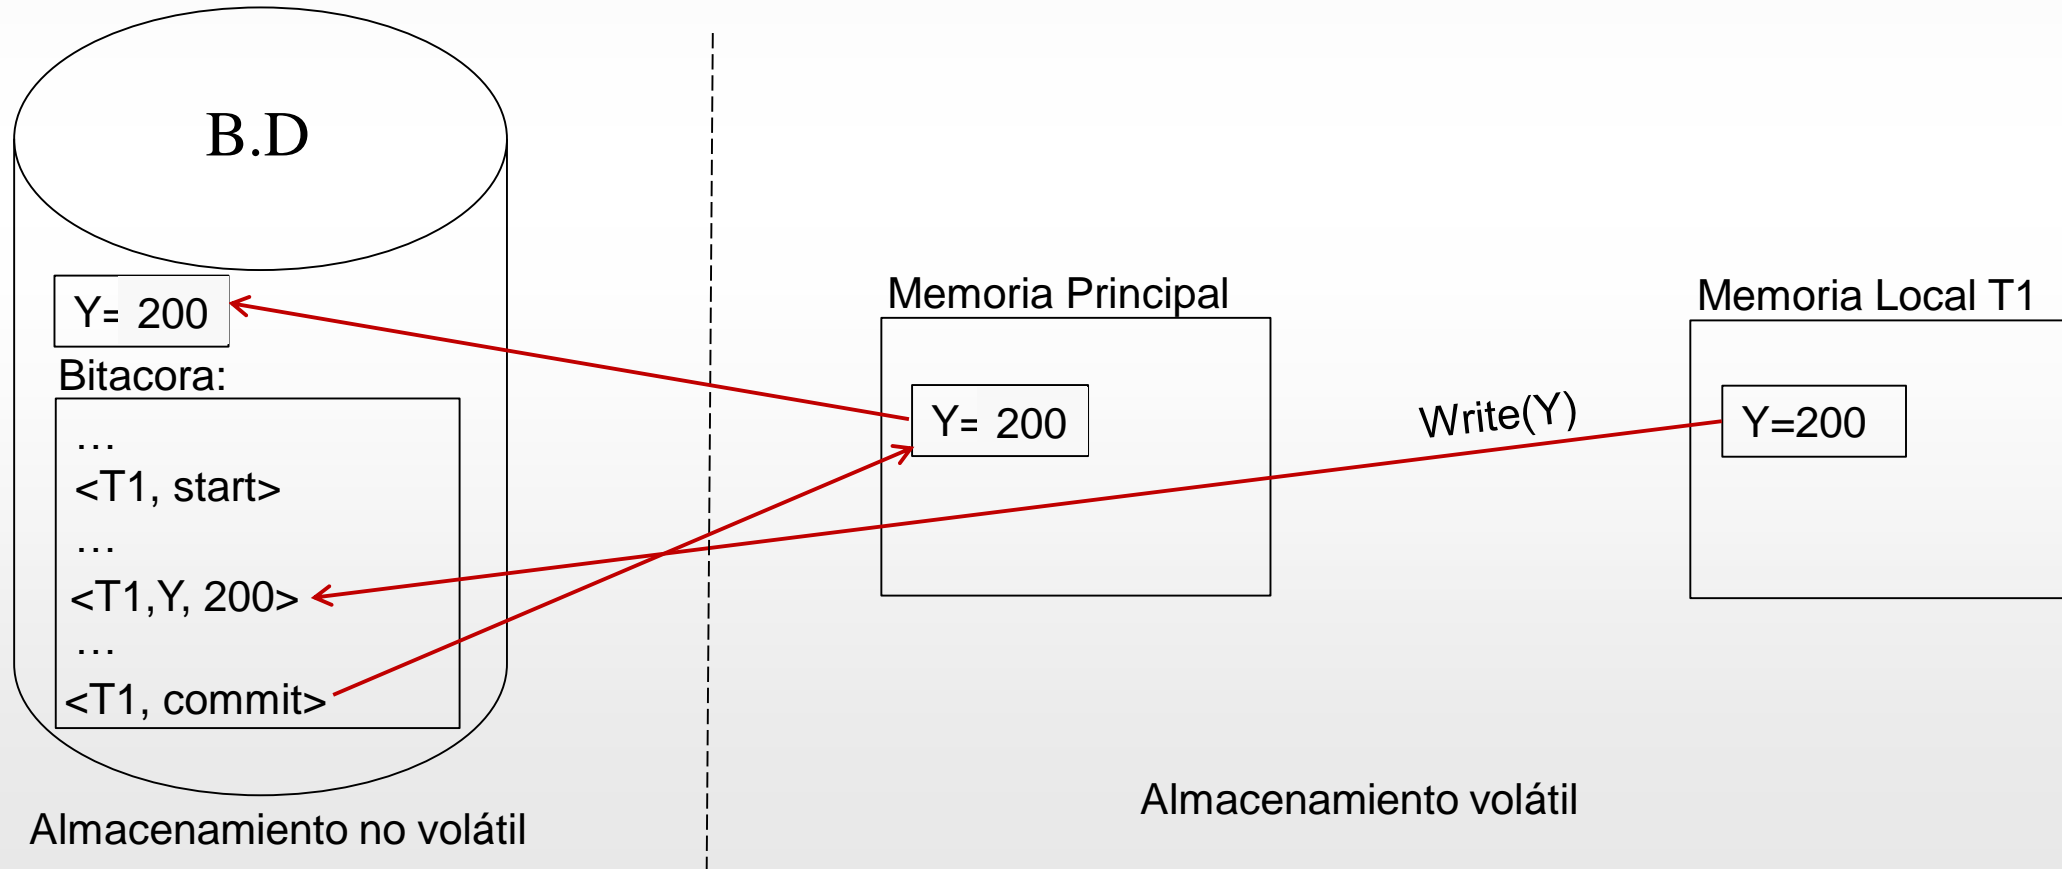 B.D
Y= 200
Bitacora:
…
<T1, start>
…
<T1,Y, 200>
…
<T1, commit>
Almacenamiento no volátil
Memoria Principal
Y= 200
Write(Y)
Memoria Local T1
Y=200
Almacenamiento volátil